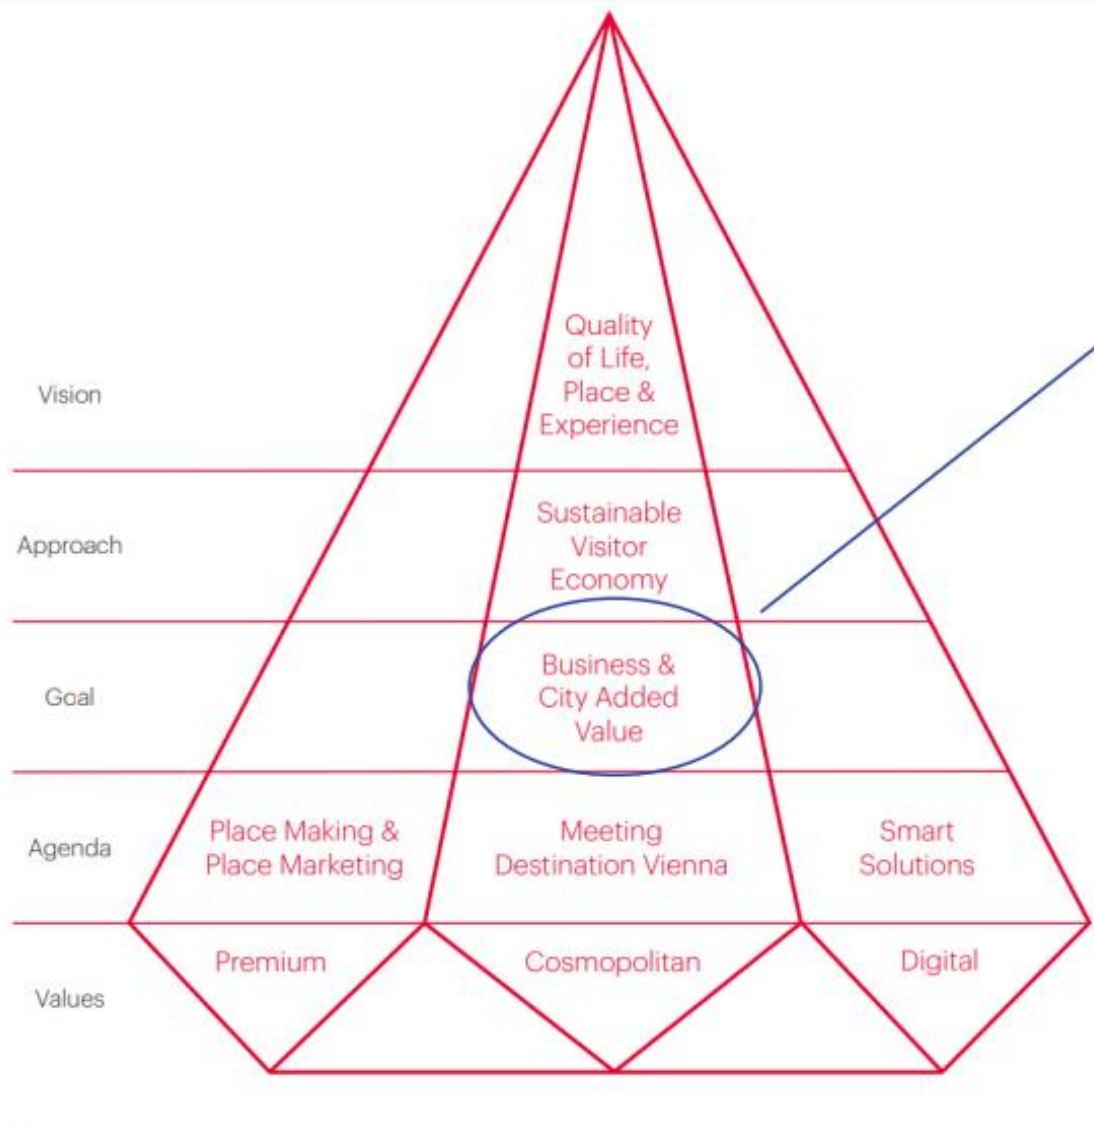 Quality
of Life,
Place &
Experience
Vision
Sustainable
Visitor
Economy
Approach
Business &
City Added
Value
Goal
Place Making &
Place Marketing
Meeting
Destination Vienna
Smart
Solutions
Agenda
Premium
Cosmopolitan
Digital
Values